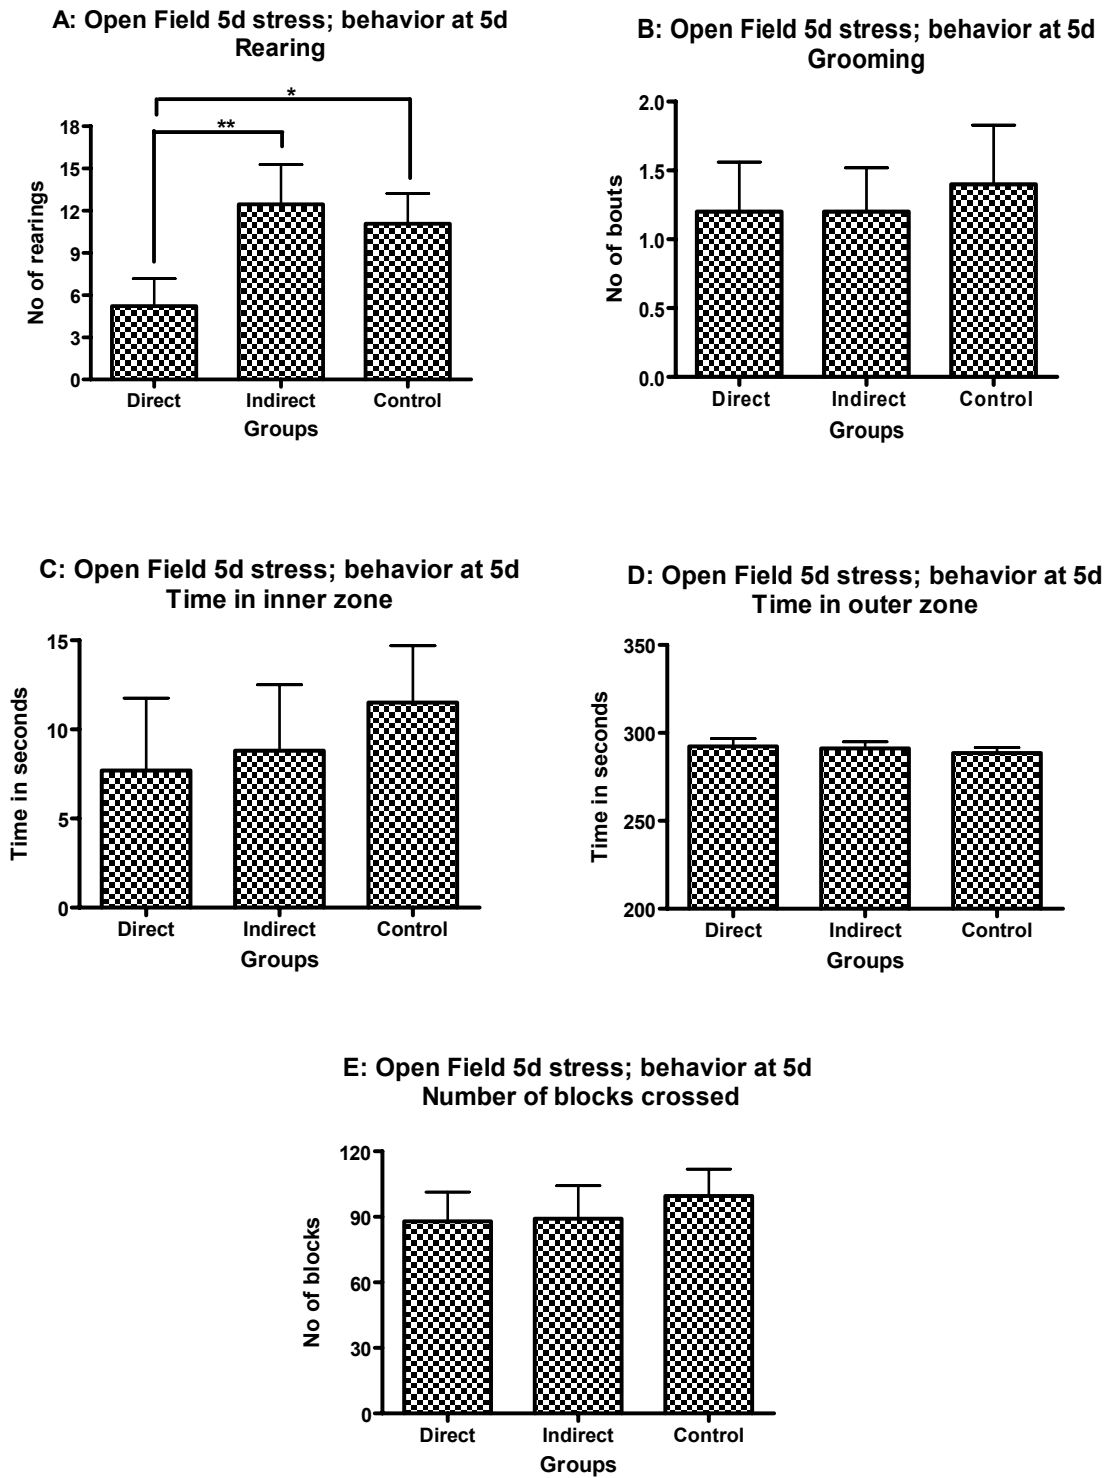 A: Open Field 5d stress; behavior at 5d
Rearing
*
**
No of rearings
18
15
12
9
6
3
0
Direct
Indirect
Control
Groups
B: Open Field 5d stress; behavior at 5d
Grooming
No of bouts
2.0
1.5
1.0
0.5
0.0
Direct
Indirect
Control
Groups
C: Open Field 5d stress; behavior at 5d
Time in inner zone
Time in seconds
15
10
5
0
Direct
Indirect
Control
Groups
D: Open Field 5d stress; behavior at 5d
Time in outer zone
Time in seconds
350
300
250
200
Direct
Indirect
Control
Groups
E: Open Field 5d stress; behavior at 5d
Number of blocks crossed
No of blocks
120
90
60
30
0
Direct
Indirect
Control
Groups